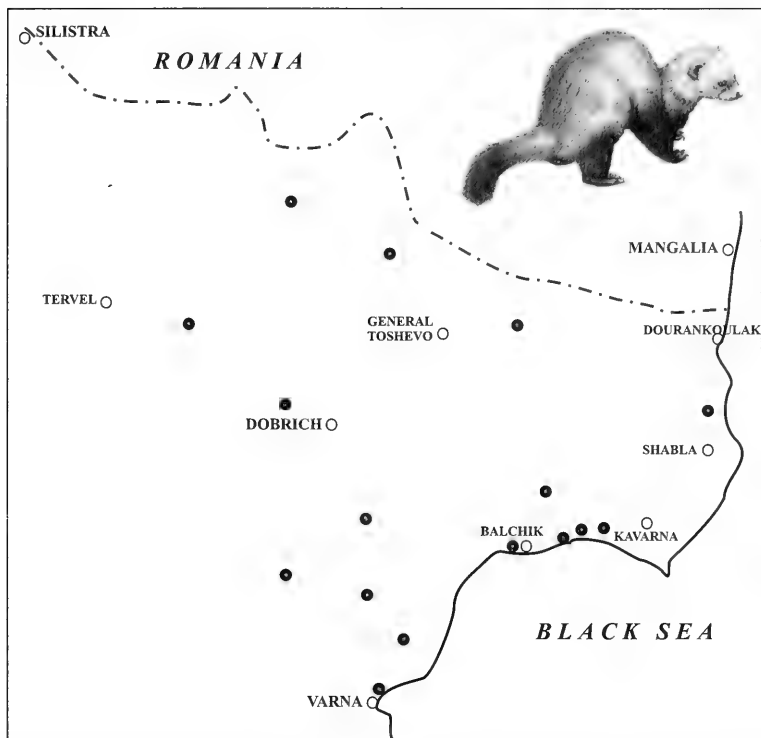 SILISTRA
ROMANIA
MANGALIA
TERVEL
GENERAL
TOSHEVO
DOURANKOULAK
DOBRICH
SHABLA
BALCHIK
KAVARNA
BLACK SEA
VARNA